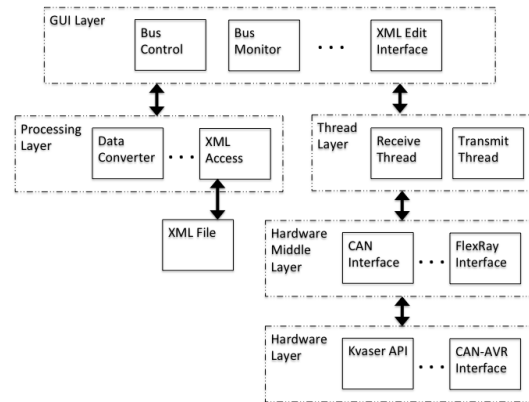 GUI Layer
Bus Control
Bus Monitor
XML Edit Interface
Processing Layer
Data Converter
XML Access
Thread Layer
Receive Thread
Transmit Thread
XML File
Hardware Middle Layer
CAN Interface
FlexRay Interface
Hardware Layer
Kvaser API
CAN-AVR Interface